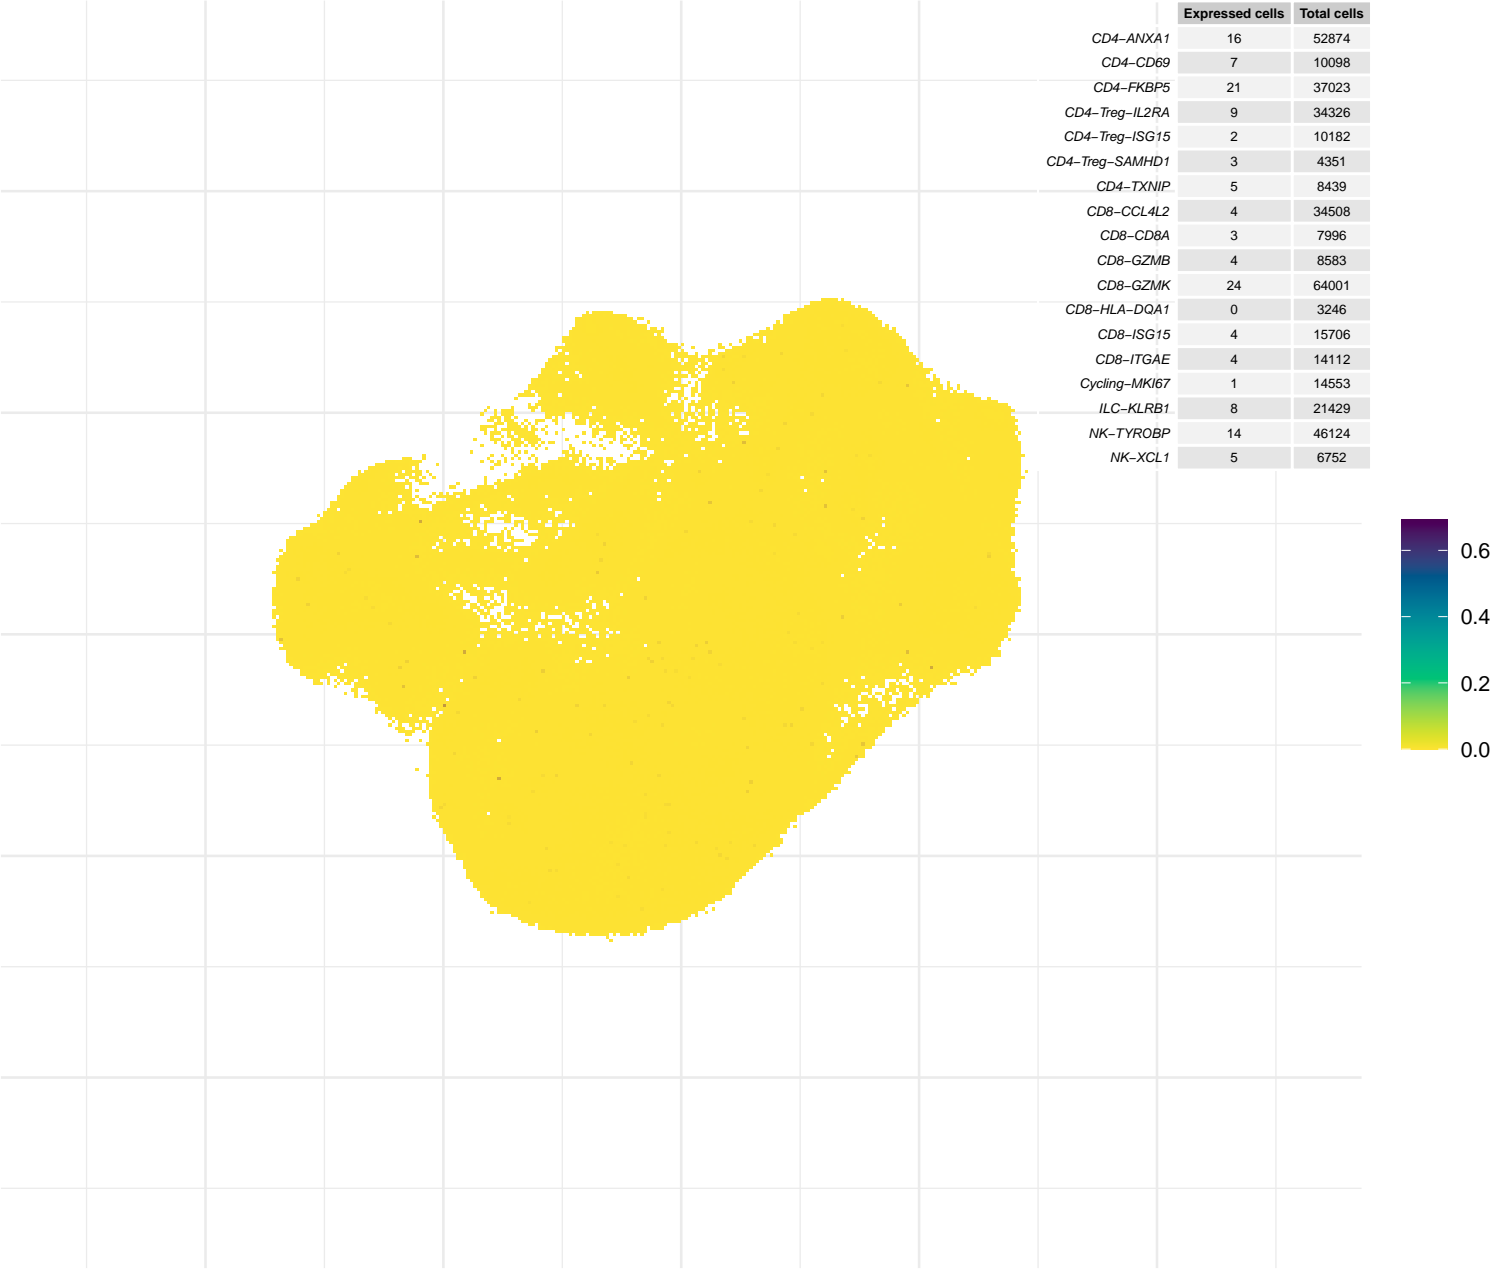 Expressed cells Total cells
CD4−ANXA1 16 52874
CD4−CD69 7 10098
CD4−FKBP5 21 37023
CD4−Treg−IL2RA 9 34326
CD4−Treg−ISG15 2 10182
CD4−Treg−SAMHD1 3 4351
CD4−TXNIP 5 8439
CD8−CCL4L2 4 34508
CD8−CD8A 3 7996
CD8−GZMB 4 8583
CD8−GZMK 24 64001
CD8−HLA−DQA1 0 3246
CD8−ISG15 4 15706
CD8−ITGAE 4 14112
Cycling−MKI67 1 14553
ILC−KLRB1 8 21429
NK−TYROBP 14 46124
NK−XCL1 5 6752
0.6
0.4
0.2
0.0